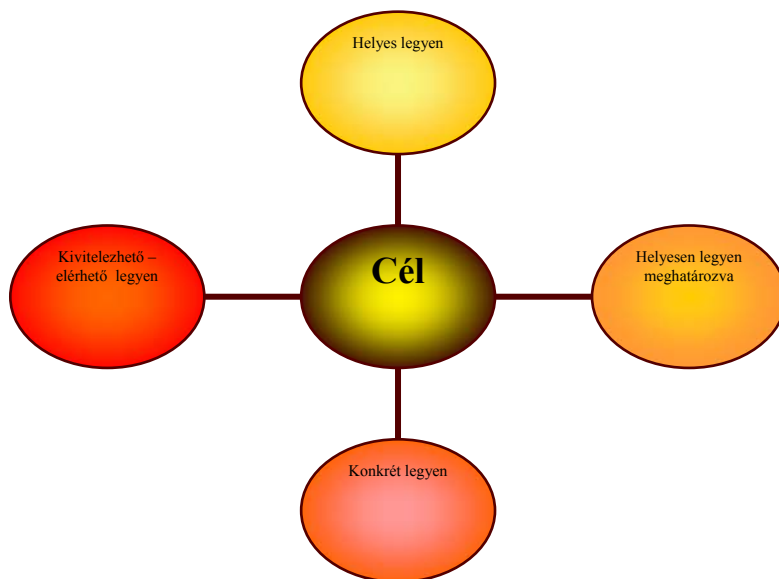 Helyes legyen
Kivitelezhető –
elérhető legyen
Cél
Helyesen legyen
meghatározva
Konkrét legyen